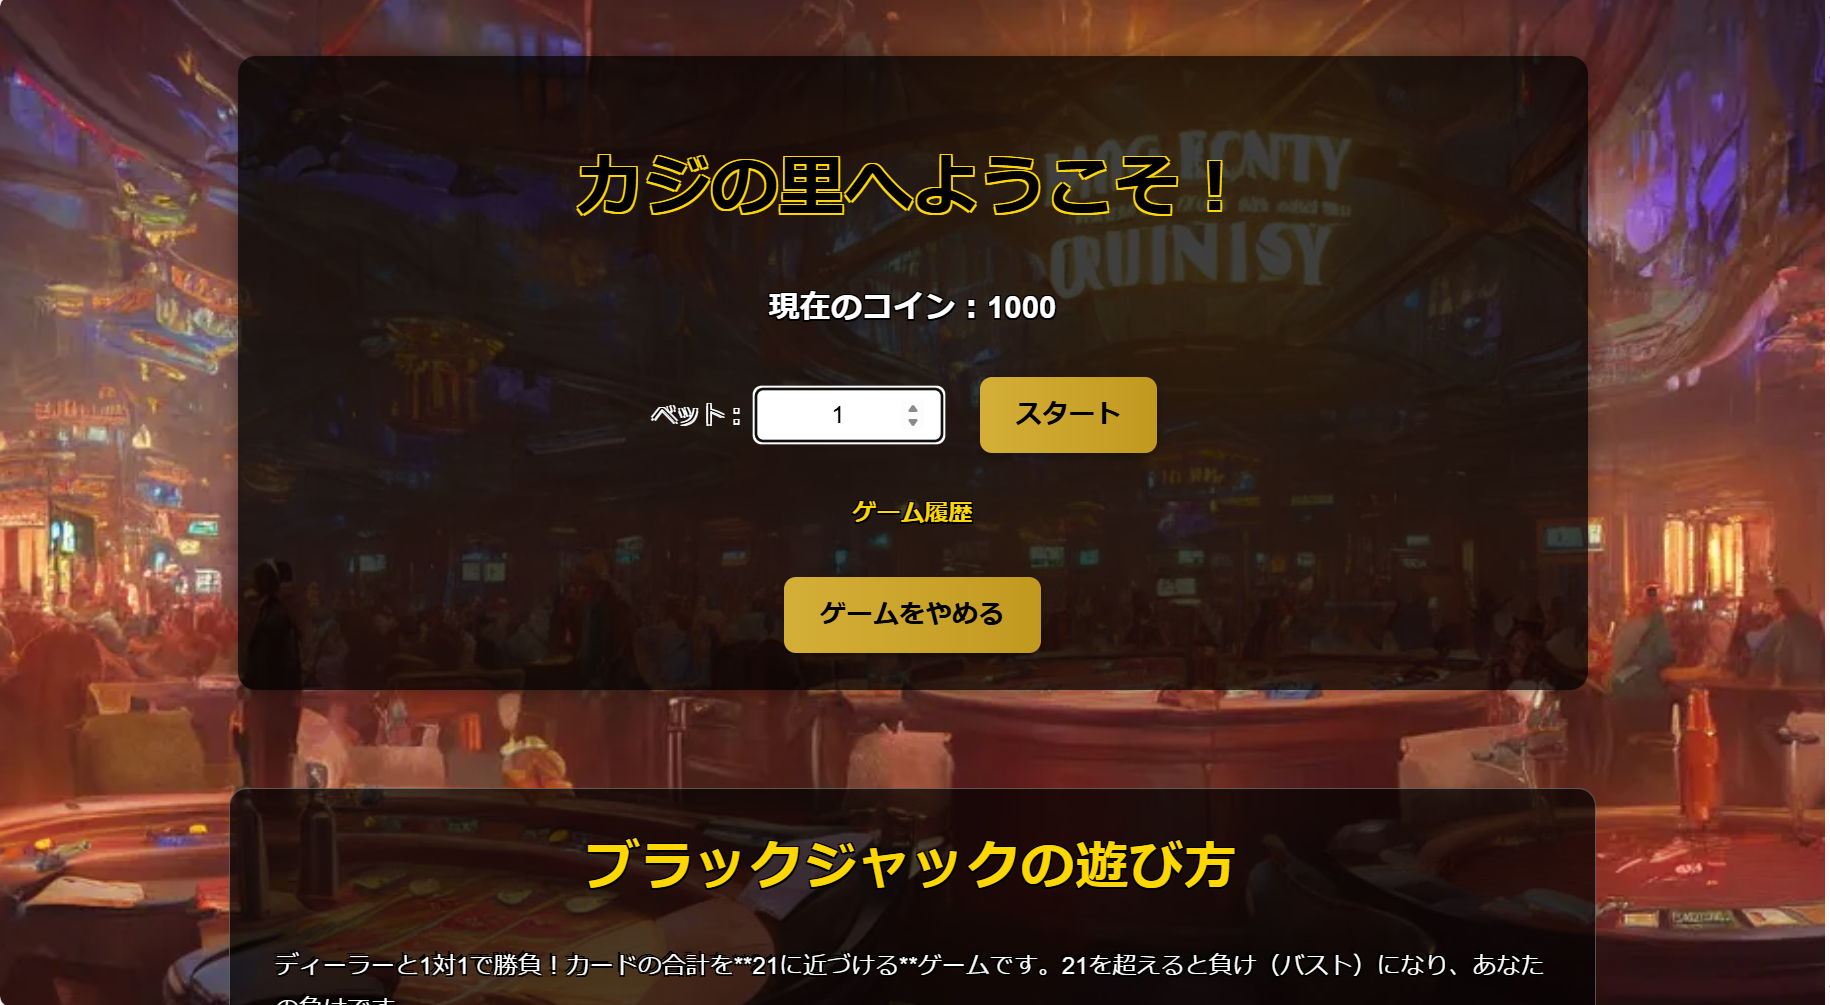 カジの里へようこそ！
現在のコイン：1000
ベット： 1 スタート
ゲーム履歴
ゲームをやめる
ブラックジャックの遊び方
ディーラーと1対1で勝負！カードの合計を**21に近づける**ゲームです。21を超えると負け（バスト）になり、あなた
の負けです